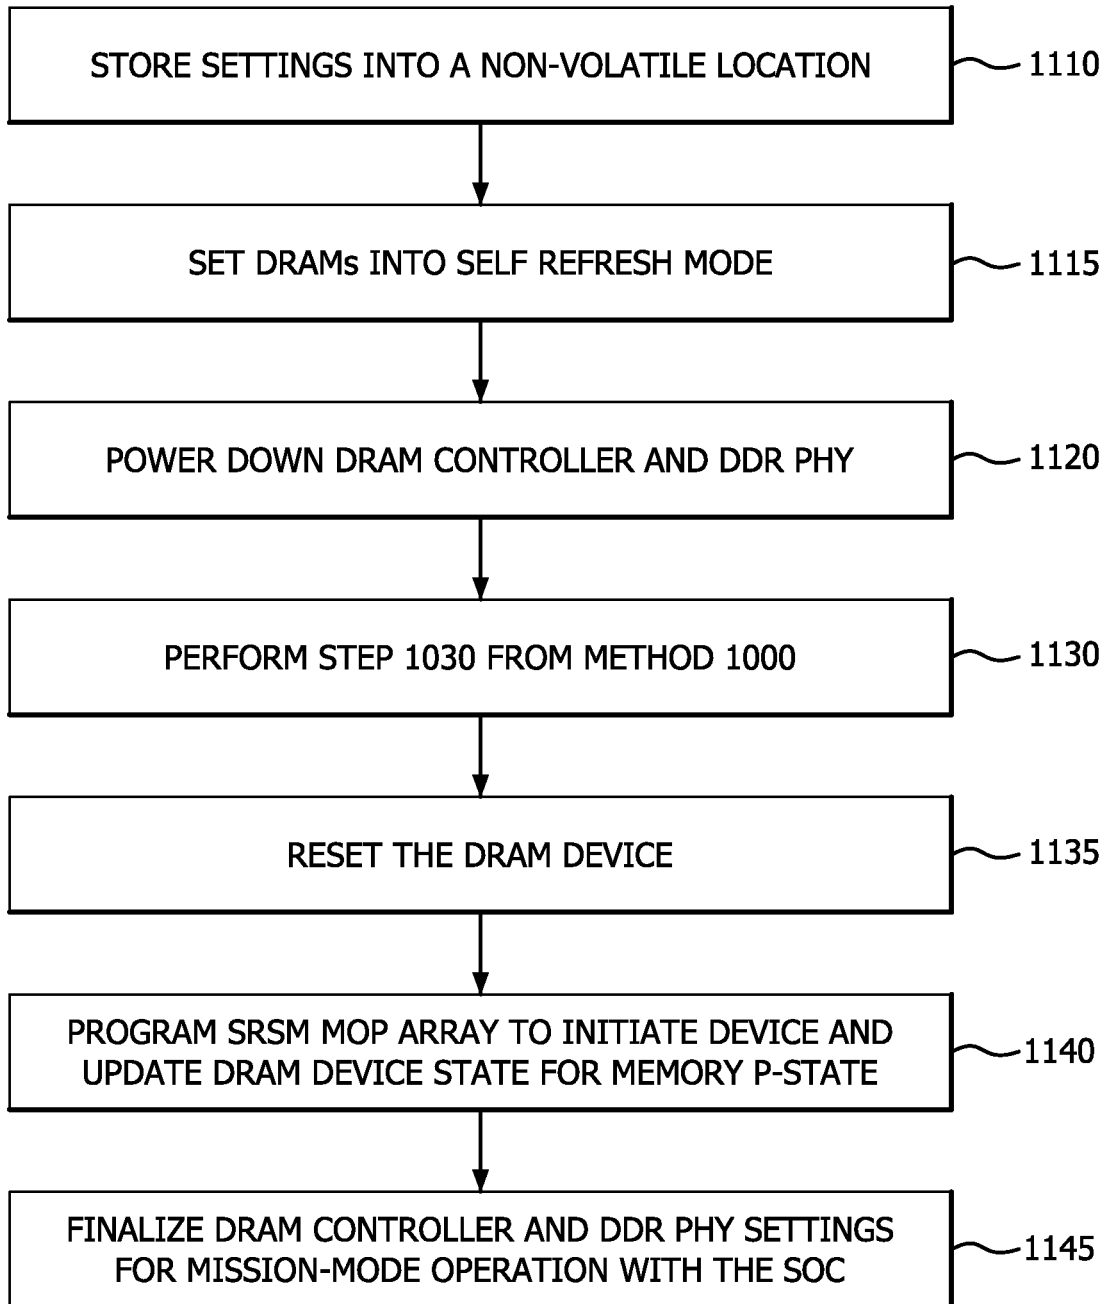 STORE SETTINGS INTO A NON-VOLATILE LOCATION
1110
SET DRAMs INTO SELF REFRESH MODE
1115
POWER DOWN DRAM CONTROLLER AND DDR PHY
1120
PERFORM STEP 1030 FROM METHOD 1000
1130
RESET THE DRAM DEVICE
1135
PROGRAM SRSM MOP ARRAY TO INITIATE DEVICE AND
UPDATE DRAM DEVICE STATE FOR MEMORY P-STATE
1140
FINALIZE DRAM CONTROLLER AND DDR PHY SETTINGS
FOR MISSION-MODE OPERATION WITH THE SOC
1145